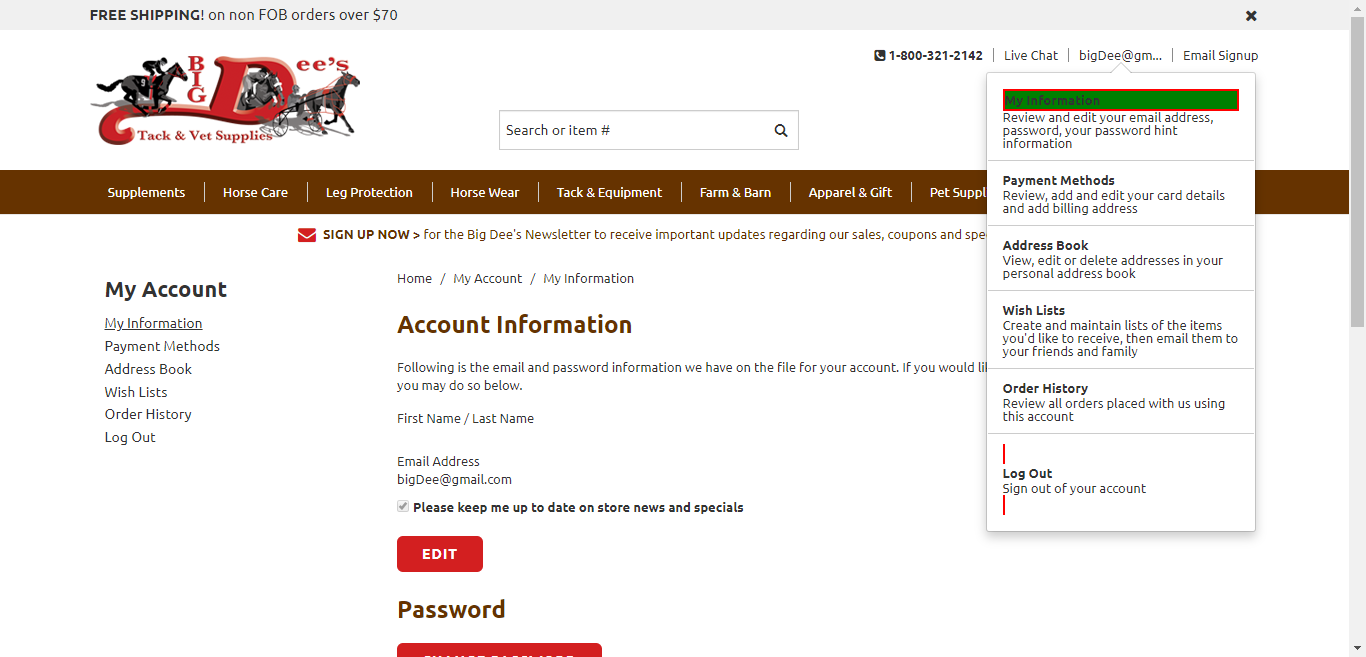 FREE SHIPPING! on non FOB orders over $70
1-800-321-2142
Live Chat
bigDee@gm...
Email Signup
BIG Dee's
Tack & Vet Supplies
Search or item #
Supplements
Horse Care
Leg Protection
Horse Wear
Tack & Equipment
Farm & Barn
Apparel & Gift
Pet Suppl
SIGN UP NOW > for the Big Dee's Newsletter to receive important updates regarding our sales, coupons and spe
My Information
Review and edit your email address,
password, your password hint
information
Payment Methods
Review, add and edit your card details
and add billing address
Address Book
View, edit or delete addresses in your
personal address book
Wish Lists
Create and maintain lists of the items
you'd like to receive, then email them to
your friends and family
Order History
Review all orders placed with us using
this account
Log Out
Sign out of your account
My Account
My Information
Payment Methods
Address Book
Wish Lists
Order History
Log Out
Home / My Account / My Information
Account Information
Following is the email and password information we have on the file for your account. If you would li
you may do so below.
First Name / Last Name
Email Address
bigDee@gmail.com
Please keep me up to date on store news and specials
EDIT
Password